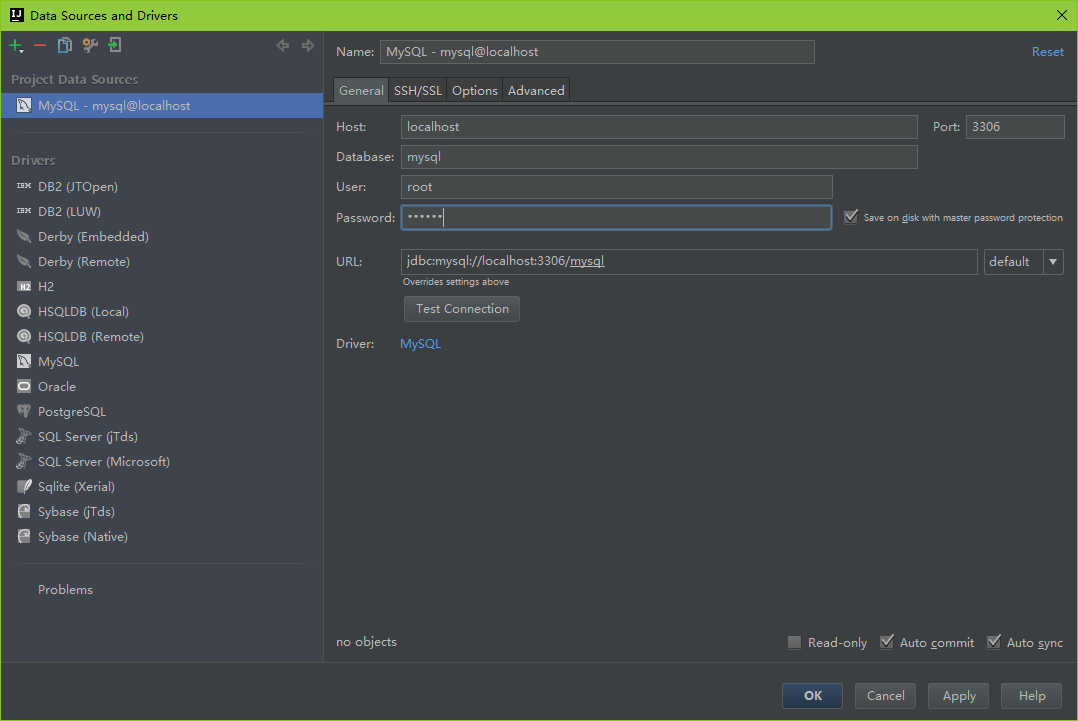 Data Sources and Drivers
Project Data Sources
MySQL - mysql@localhost
Drivers
IBM DB2 (JTOpen)
IBM DB2 (LUW)
Derby (Embedded)
Derby (Remote)
H2 H2
HSQLDB (Local)
HSQLDB (Remote)
MySQL
Oracle
PostgreSQL
SQL Server (jTds)
SQL Server (Microsoft)
Sqlite (Xerial)
Sybase (jTds)
Sybase (Native)
Problems
Name: MySQL - mysql@localhost Reset
General SSH/SSL Options Advanced
Host: localhost Port: 3306
Database: mysql
User: root
Password: •••••• Save on disk with master password protection
URL: jdbc:mysql://localhost:3306/mysql default
Overrides settings above
Test Connection
Driver: MySQL
no objects Read-only Auto commit Auto sync
OK Cancel Apply Help